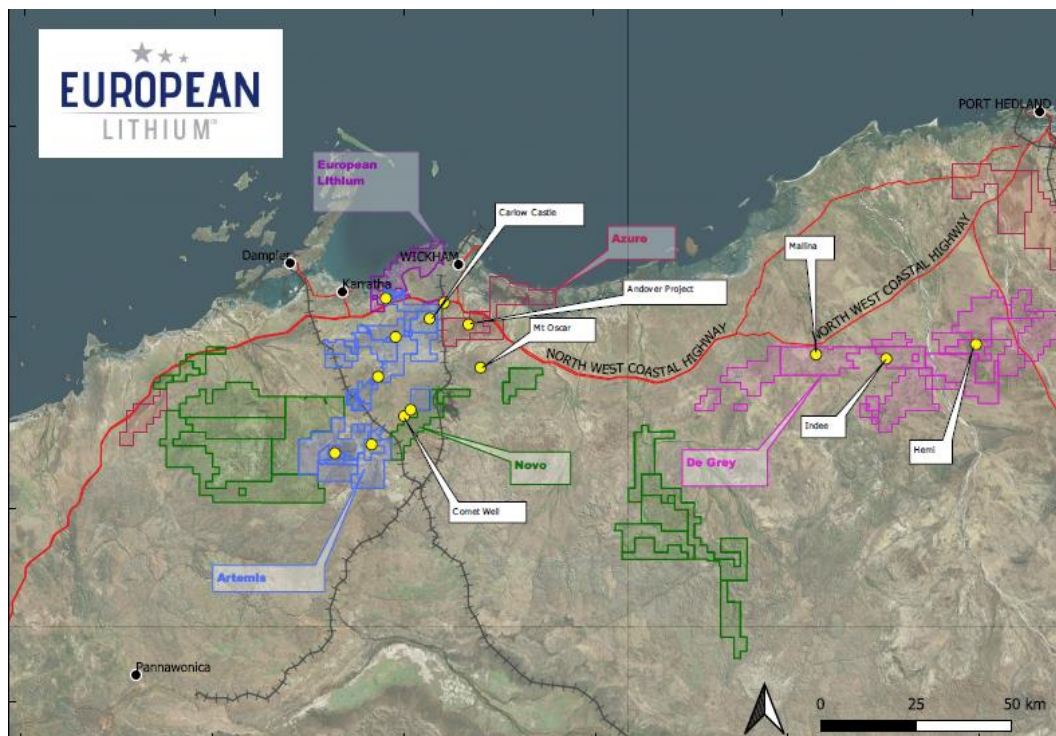 EUROPEAN
LITHIUM
PORT HEDLAND
European
Lithium
Carlow Castle
Dampier
WICKHAM
Azure
Karratha
Andover Project
Mallina
NORTH WEST COASTAL HIGHWAY
Mt Oscar
NORTH WEST COASTAL HIGHWAY
Indee
Hemi
Novo
De Grey
Comet Well
Artemis
Pannawonica
0 25 50 km